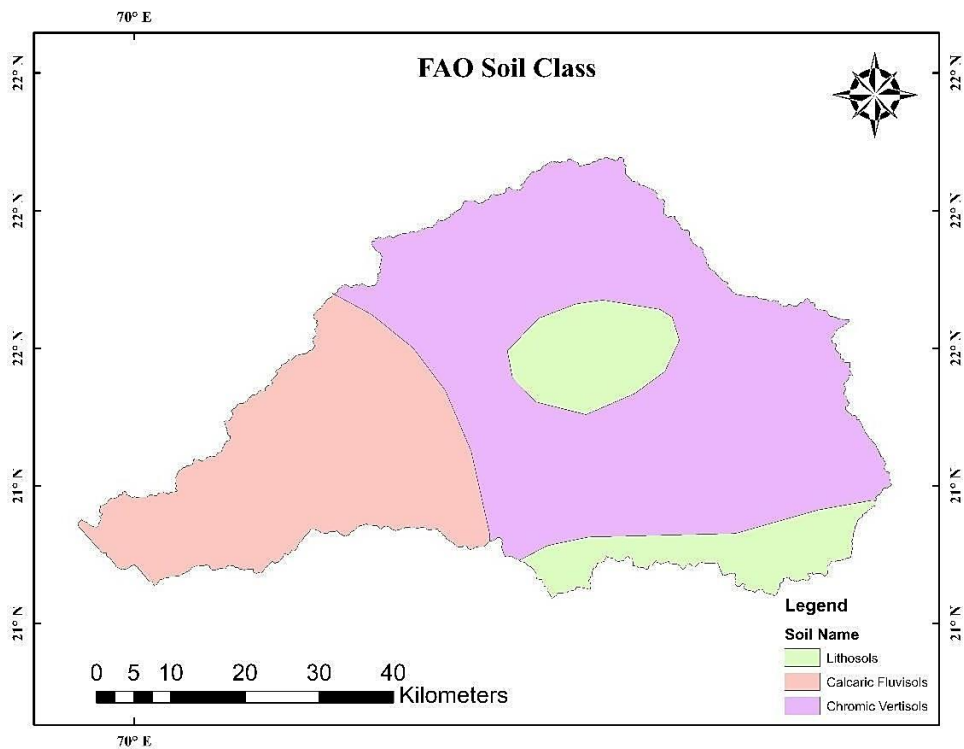 70° E
FAO Soil Class
22° N
22° N
22° N
22° N
22° N
22° N
21° N
21° N
21° N
21° N
Legend
Soil Name
Lithosols
Calcaric Fluvisols
Chromic Vertisols
0 5 10 20 30 40
Kilometers
70° E